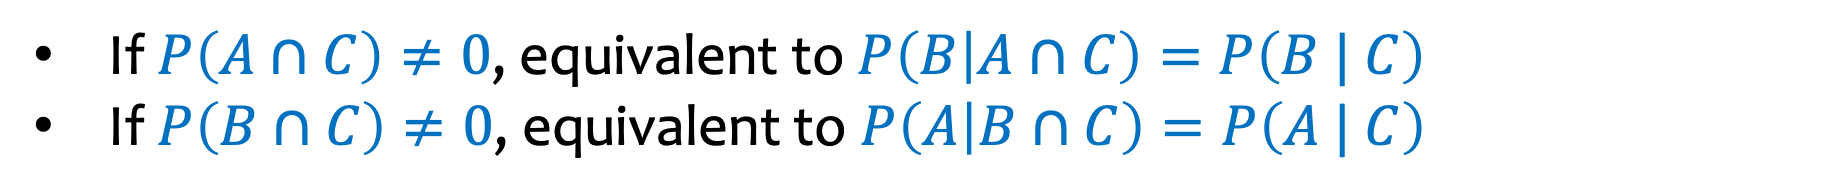 • If P(A ∩ C) ≠ 0, equivalent to P(B|A ∩ C) = P(B | C)
• If P(B ∩ C) ≠ 0, equivalent to P(A|B ∩ C) = P(A | C)